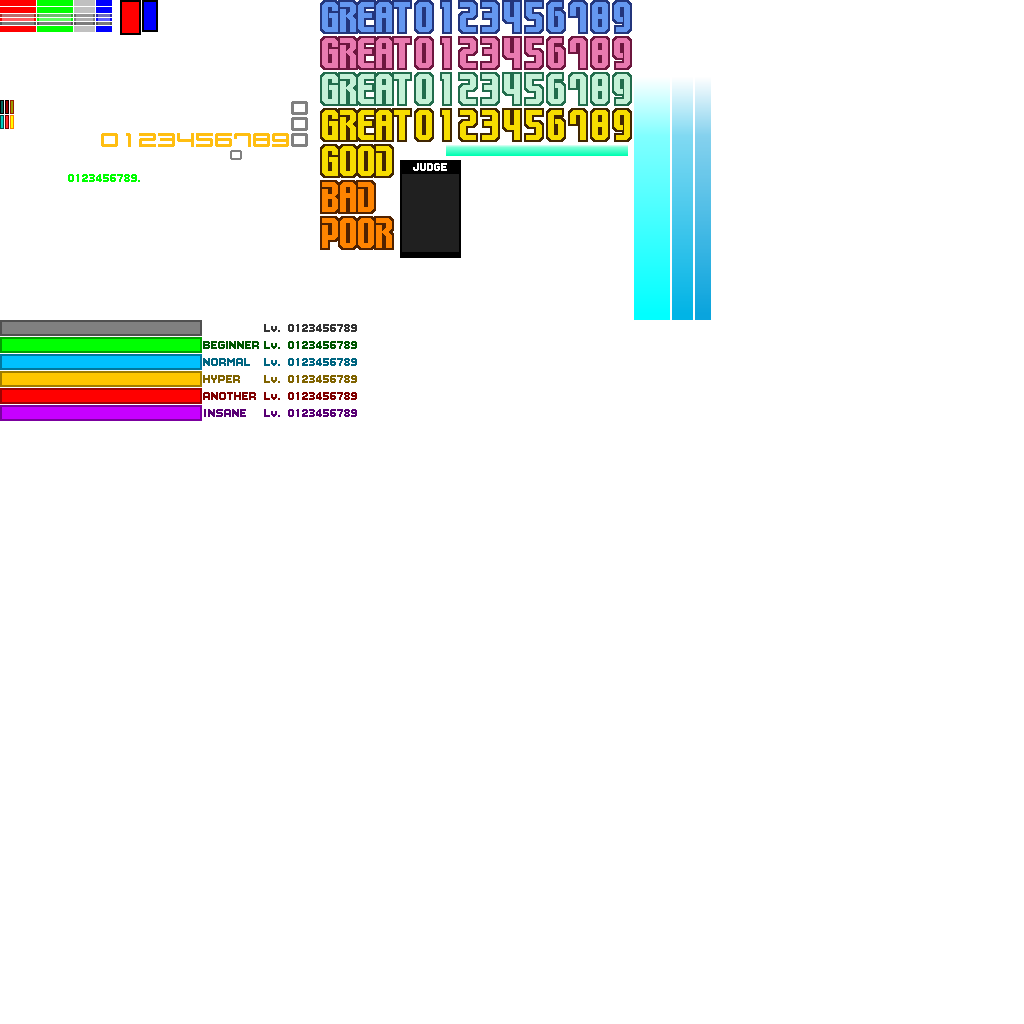 GREAT0123456789
GREAT0123456789
GREAT0123456789
GREAT0123456789
0123456789
GOOD
JUDGE
0123456789.
BAD
POOR
Lv. 0123456789
BEGINNER Lv. 0123456789
NORMAL Lv. 0123456789
HYPER Lv. 0123456789
ANOTHER Lv. 0123456789
INSANE Lv. 0123456789